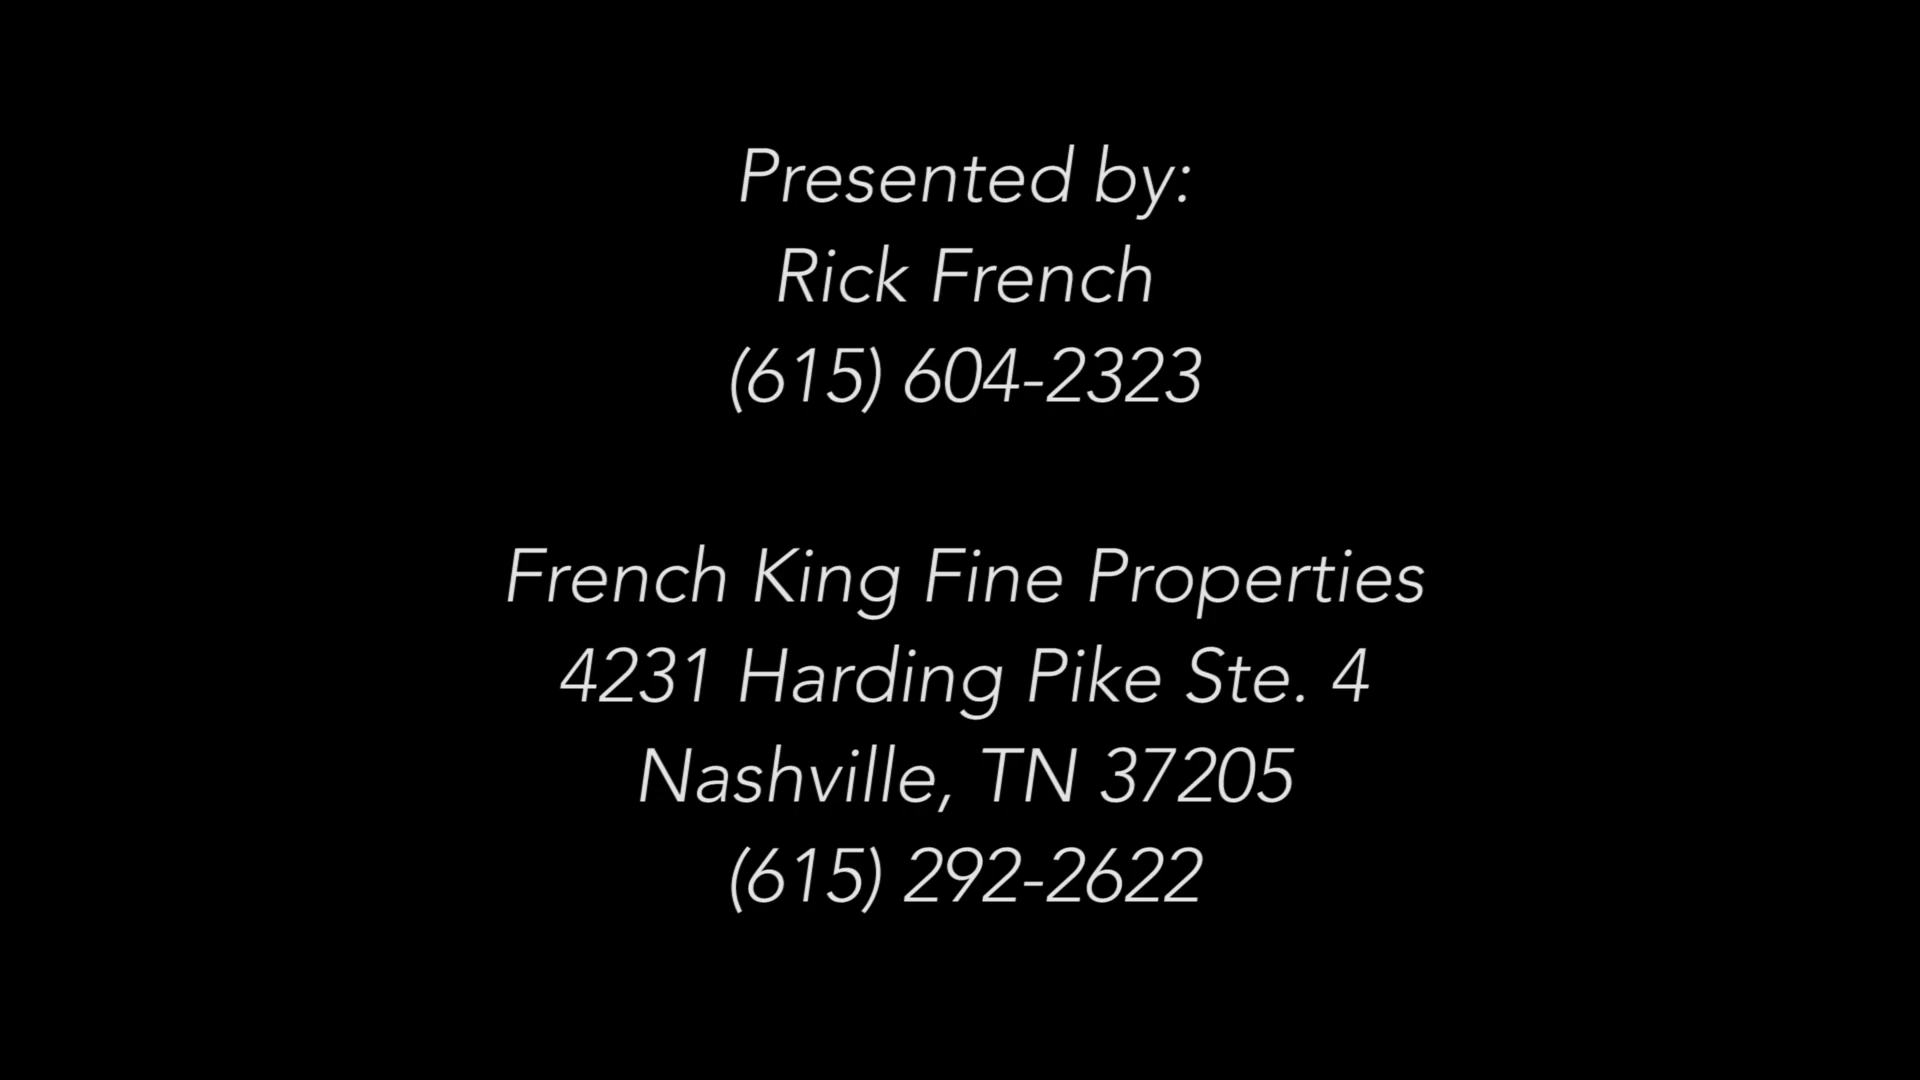 Presented by:
Rick French
(615) 604-2323
French King Fine Properties
4231 Harding Pike Ste. 4
Nashville, TN 37205
(615) 292-2622